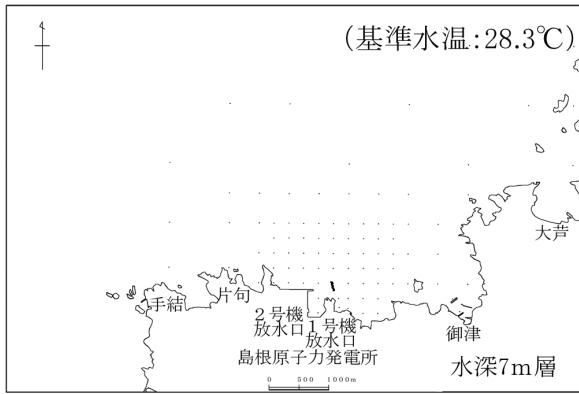 (基準水温:28.3℃)
大芦
手結
片句
2号機
放水口
1号機
放水口
御津
島根原子力発電所
水深7m層
0 500 1000m